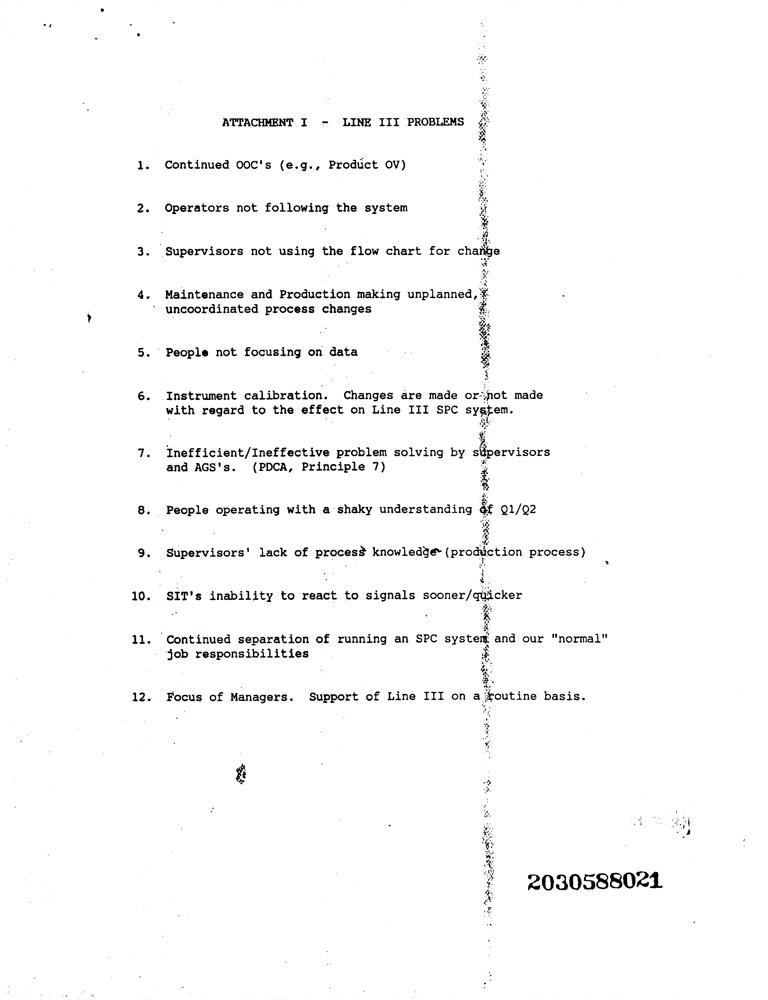 ATTACHMENT I - LINE III PROBLEMS
1. Continued OOC's (e.g., Product OV)
2. Operators not following the system
3. Supervisors not using the flow chart for change
4. Maintenance and Production making unplanned,
uncoordinated process changes
5. People not focusing on data
6. Instrument calibration. Changes are made or not made
with regard to the effect on Line III SPC system.
7. Inefficient/Ineffective problem solving by supervisors
and AGS's. (PDCA, Principle 7)
8. People operating with a shaky understanding of Q1/Q2
9. Supervisors' lack of process knowledge (production process)
10. SIT's inability to react to signals sooner/quicker
11. Continued separation of running an SPC system and our "normal"
job responsibilities
12. Focus of Managers. Support of Line III on a routine basis.
2030588021